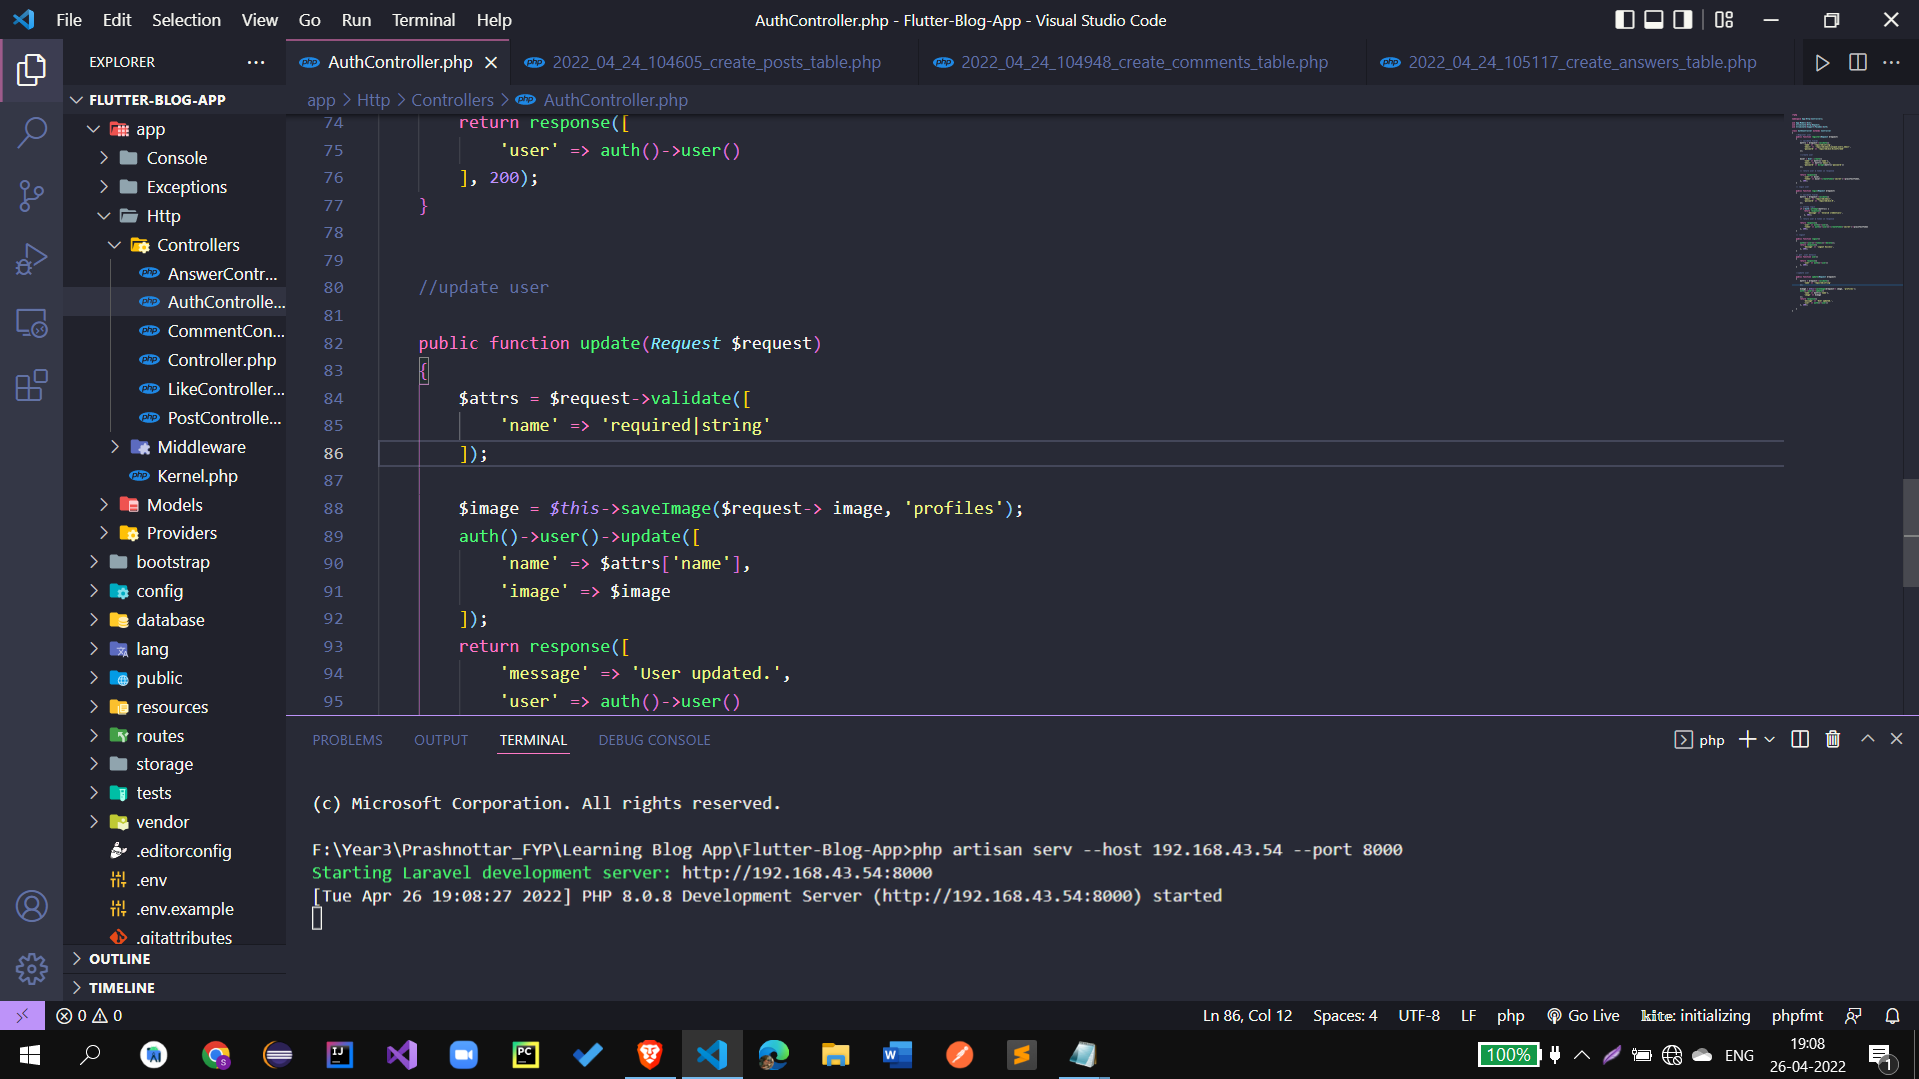 File Edit Selection View Go Run Terminal Help
AuthController.php - Flutter-Blog-App - Visual Studio Code
EXPLORER
FLUTTER-BLOG-APP
app
Console
Exceptions
Http
Controllers
AnswerContr...
AuthControlle...
CommentCon...
Controller.php
LikeController...
PostControlle...
Middleware
Kernel.php
Models
Providers
bootstrap
config
database
lang
public
resources
routes
storage
tests
vendor
.editorconfig
.env
.env.example
.gitattributes
OUTLINE
TIMELINE
AuthController.php
2022_04_24_104605_create_posts_table.php
2022_04_24_104948_create_comments_table.php
2022_04_24_105117_create_answers_table.php
app > Http > Controllers > AuthController.php
74 return response([
75 'user' => auth()->user()
76 ], 200);
77 }
78
79
80 //update user
81
82 public function update(Request $request)
83 {
84 $attrs = $request->validate([
85 'name' => 'required|string'
86 ]);
87
88 $image = $this->saveImage($request-> image, 'profiles');
89 auth()->user()->update([
90 'name' => $attrs['name'],
91 'image' => $image
92 ]);
93 return response([
94 'message' => 'User updated.',
95 'user' => auth()->user()
PROBLEMS OUTPUT TERMINAL DEBUG CONSOLE
php
(c) Microsoft Corporation. All rights reserved.
F:\Year3\Prashnottar_FYP\Learning Blog App\Flutter-Blog-App>php artisan serv --host 192.168.43.54 --port 8000
Starting Laravel development server: http://192.168.43.54:8000
[Tue Apr 26 19:08:27 2022] PHP 8.0.8 Development Server (http://192.168.43.54:8000) started
0 0
Ln 86, Col 12 Spaces: 4 UTF-8 LF php Go Live kite: initializing phpfmt
100% ENG
19:08
26-04-2022
1